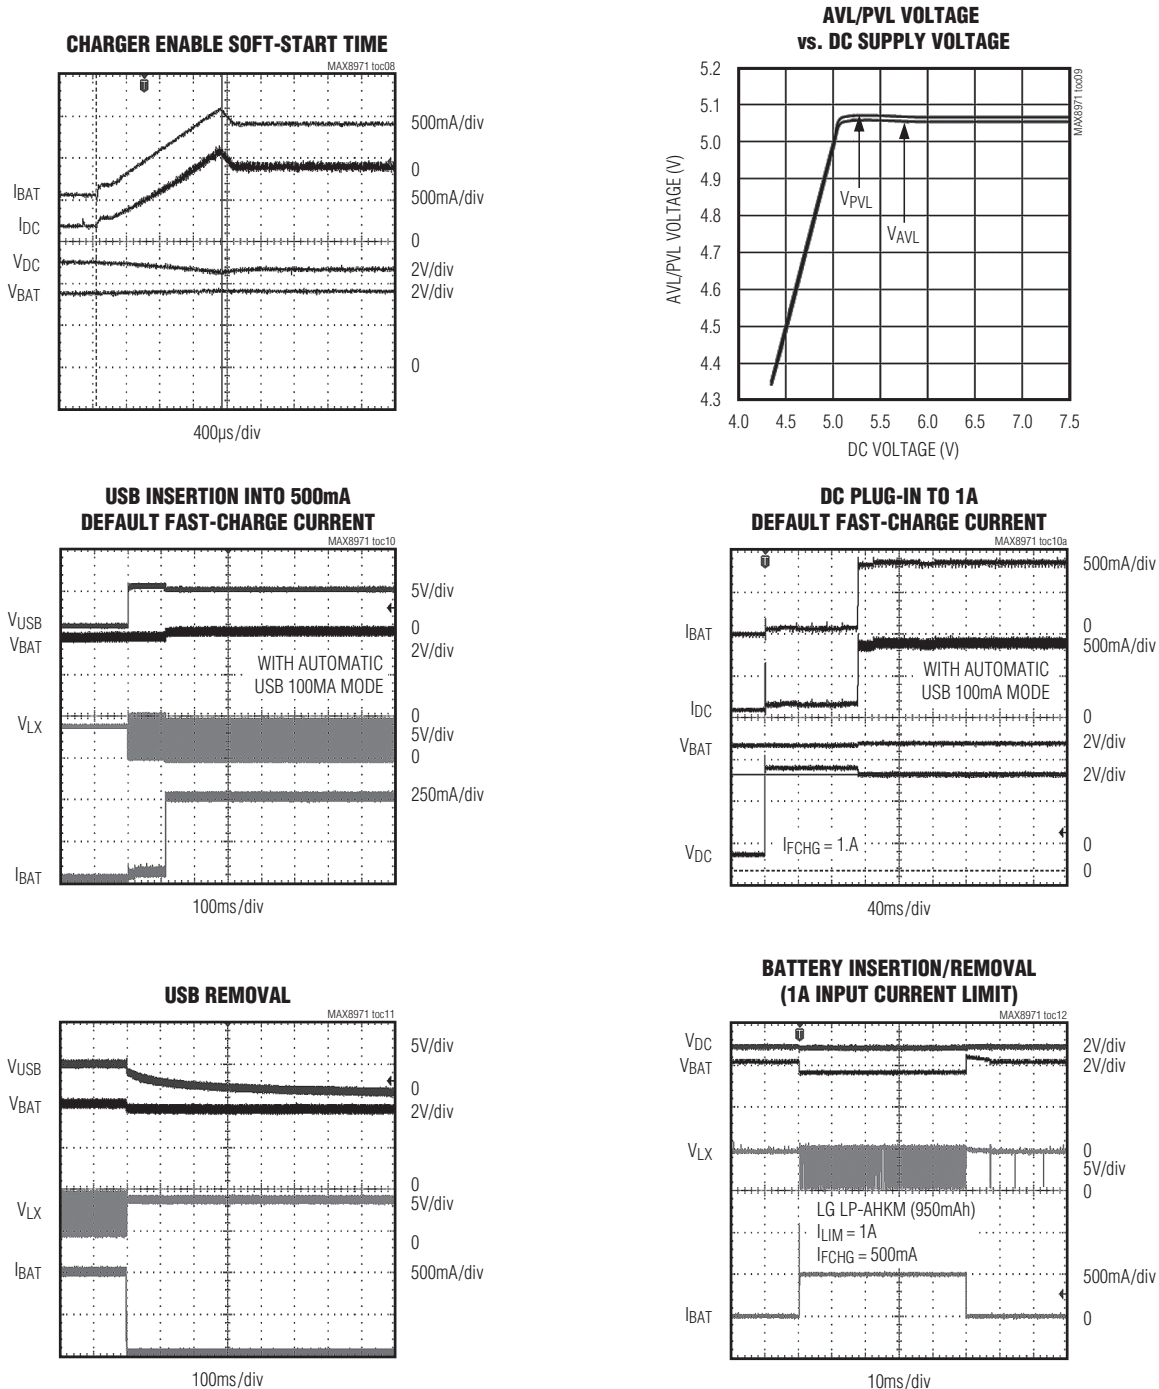 CHARGER ENABLE SOFT-START TIME
MAX8971 toc08
500mA/div
0
IBAT
500mA/div
IDC
0
VDC
2V/div
VBAT
2V/div
0
400µs/div
AVL/PVL VOLTAGE
vs. DC SUPPLY VOLTAGE
MAX8971 toc09
AVL/PVL VOLTAGE (V)
5.2
5.1
5.0
4.9
4.8
4.7
4.6
4.5
4.4
4.3
VPVL
VAVL
4.0 4.5 5.0 5.5 6.0 6.5 7.0 7.5
DC VOLTAGE (V)
USB INSERTION INTO 500mA
DEFAULT FAST-CHARGE CURRENT
MAX8971 toc10
5V/div
VUSB
0
VBAT
2V/div
WITH AUTOMATIC
USB 100MA MODE
0
VLX
5V/div
0
250mA/div
IBAT
100ms/div
DC PLUG-IN TO 1A
DEFAULT FAST-CHARGE CURRENT
MAX8971 toc10a
500mA/div
IBAT
0
500mA/div
WITH AUTOMATIC
USB 100mA MODE
IDC
0
VBAT
2V/div
2V/div
IFCHG = 1.A
0
VDC
0
40ms/div
USB REMOVAL
MAX8971 toc11
5V/div
VUSB
0
VBAT
2V/div
0
VLX
5V/div
0
IBAT
500mA/div
100ms/div
BATTERY INSERTION/REMOVAL
(1A INPUT CURRENT LIMIT)
MAX8971 toc12
VDC
2V/div
VBAT
2V/div
VLX
0
5V/div
0
LG LP-AHKM (950mAh)
ILIM = 1A
IFCHG = 500mA
500mA/div
IBAT
0
10ms/div